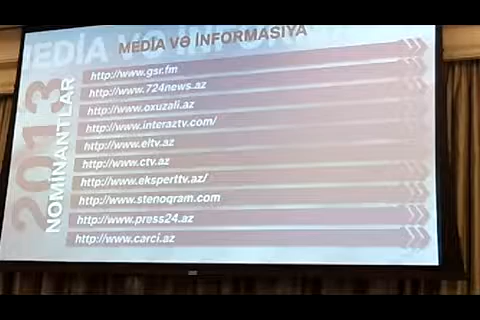 MEDİA VƏ İNFORMASİYA
2013
NOMİNANTLAR
http://www.gsr.fm
http://www.724news.az
http://www.oxuzali.az
http://www.interaztv.com/
http://www.eltv.az
http://www.ctv.az
http://www.eksperttv.az/
http://www.stenoqram.com
http://www.press24.az
http://www.carci.az